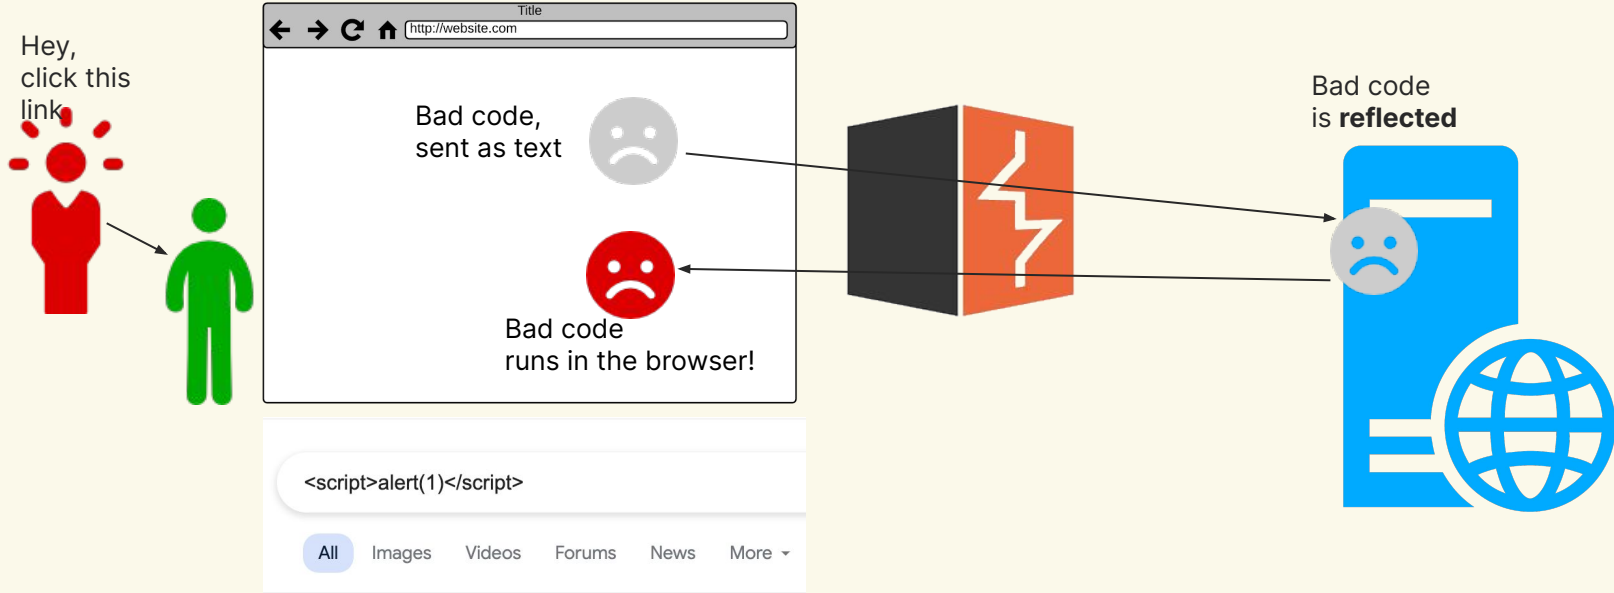 Hey,
click this
link
Title
http://website.com
Bad code,
sent as text
Bad code
runs in the browser!
Bad code
is reflected
<script>alert(1)</script>
All Images Videos Forums News More